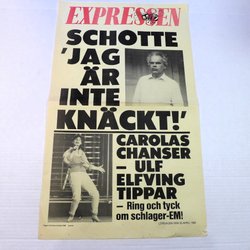 EXPRESSEN
SCHOTTE
'JAG
ÄR
INTE
KNÄCKT!'
CAROLAS
CHANSER
– ULF
ELFVING
TIPPAR
– Ring och tyck
om schlager-EM!